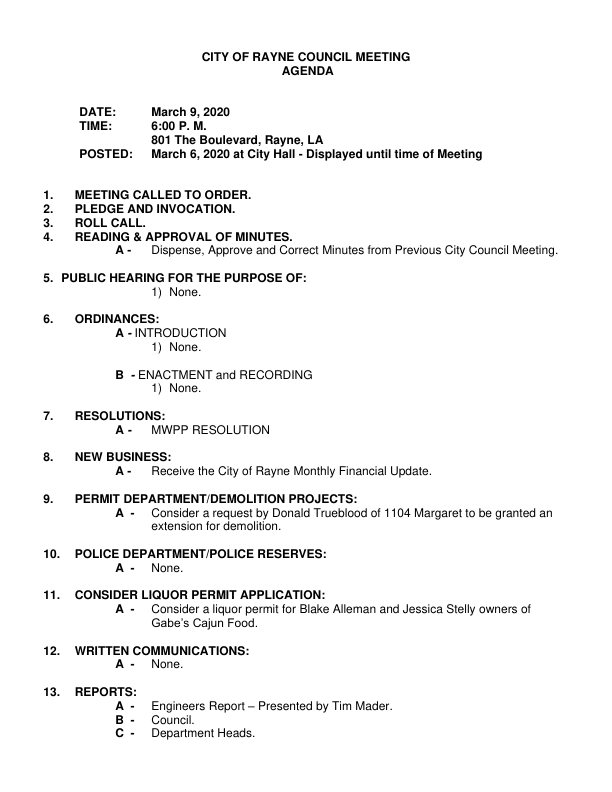 CITY OF RAYNE COUNCIL MEETING
AGENDA
DATE: March 9, 2020
TIME: 6:00 P. M.
801 The Boulevard, Rayne, LA
POSTED: March 6, 2020 at City Hall - Displayed until time of Meeting
1. MEETING CALLED TO ORDER.
2. PLEDGE AND INVOCATION.
3. ROLL CALL.
4. READING & APPROVAL OF MINUTES.
A - Dispense, Approve and Correct Minutes from Previous City Council Meeting.
5. PUBLIC HEARING FOR THE PURPOSE OF:
1) None.
6. ORDINANCES:
A - INTRODUCTION
1) None.
B - ENACTMENT and RECORDING
1) None.
7. RESOLUTIONS:
A - MWPP RESOLUTION
8. NEW BUSINESS:
A - Receive the City of Rayne Monthly Financial Update.
9. PERMIT DEPARTMENT/DEMOLITION PROJECTS:
A - Consider a request by Donald Trueblood of 1104 Margaret to be granted an
extension for demolition.
10. POLICE DEPARTMENT/POLICE RESERVES:
A - None.
11. CONSIDER LIQUOR PERMIT APPLICATION:
A - Consider a liquor permit for Blake Alleman and Jessica Stelly owners of
Gabe's Cajun Food.
12. WRITTEN COMMUNICATIONS:
A - None.
13. REPORTS:
A - Engineers Report – Presented by Tim Mader.
B - Council.
C - Department Heads.